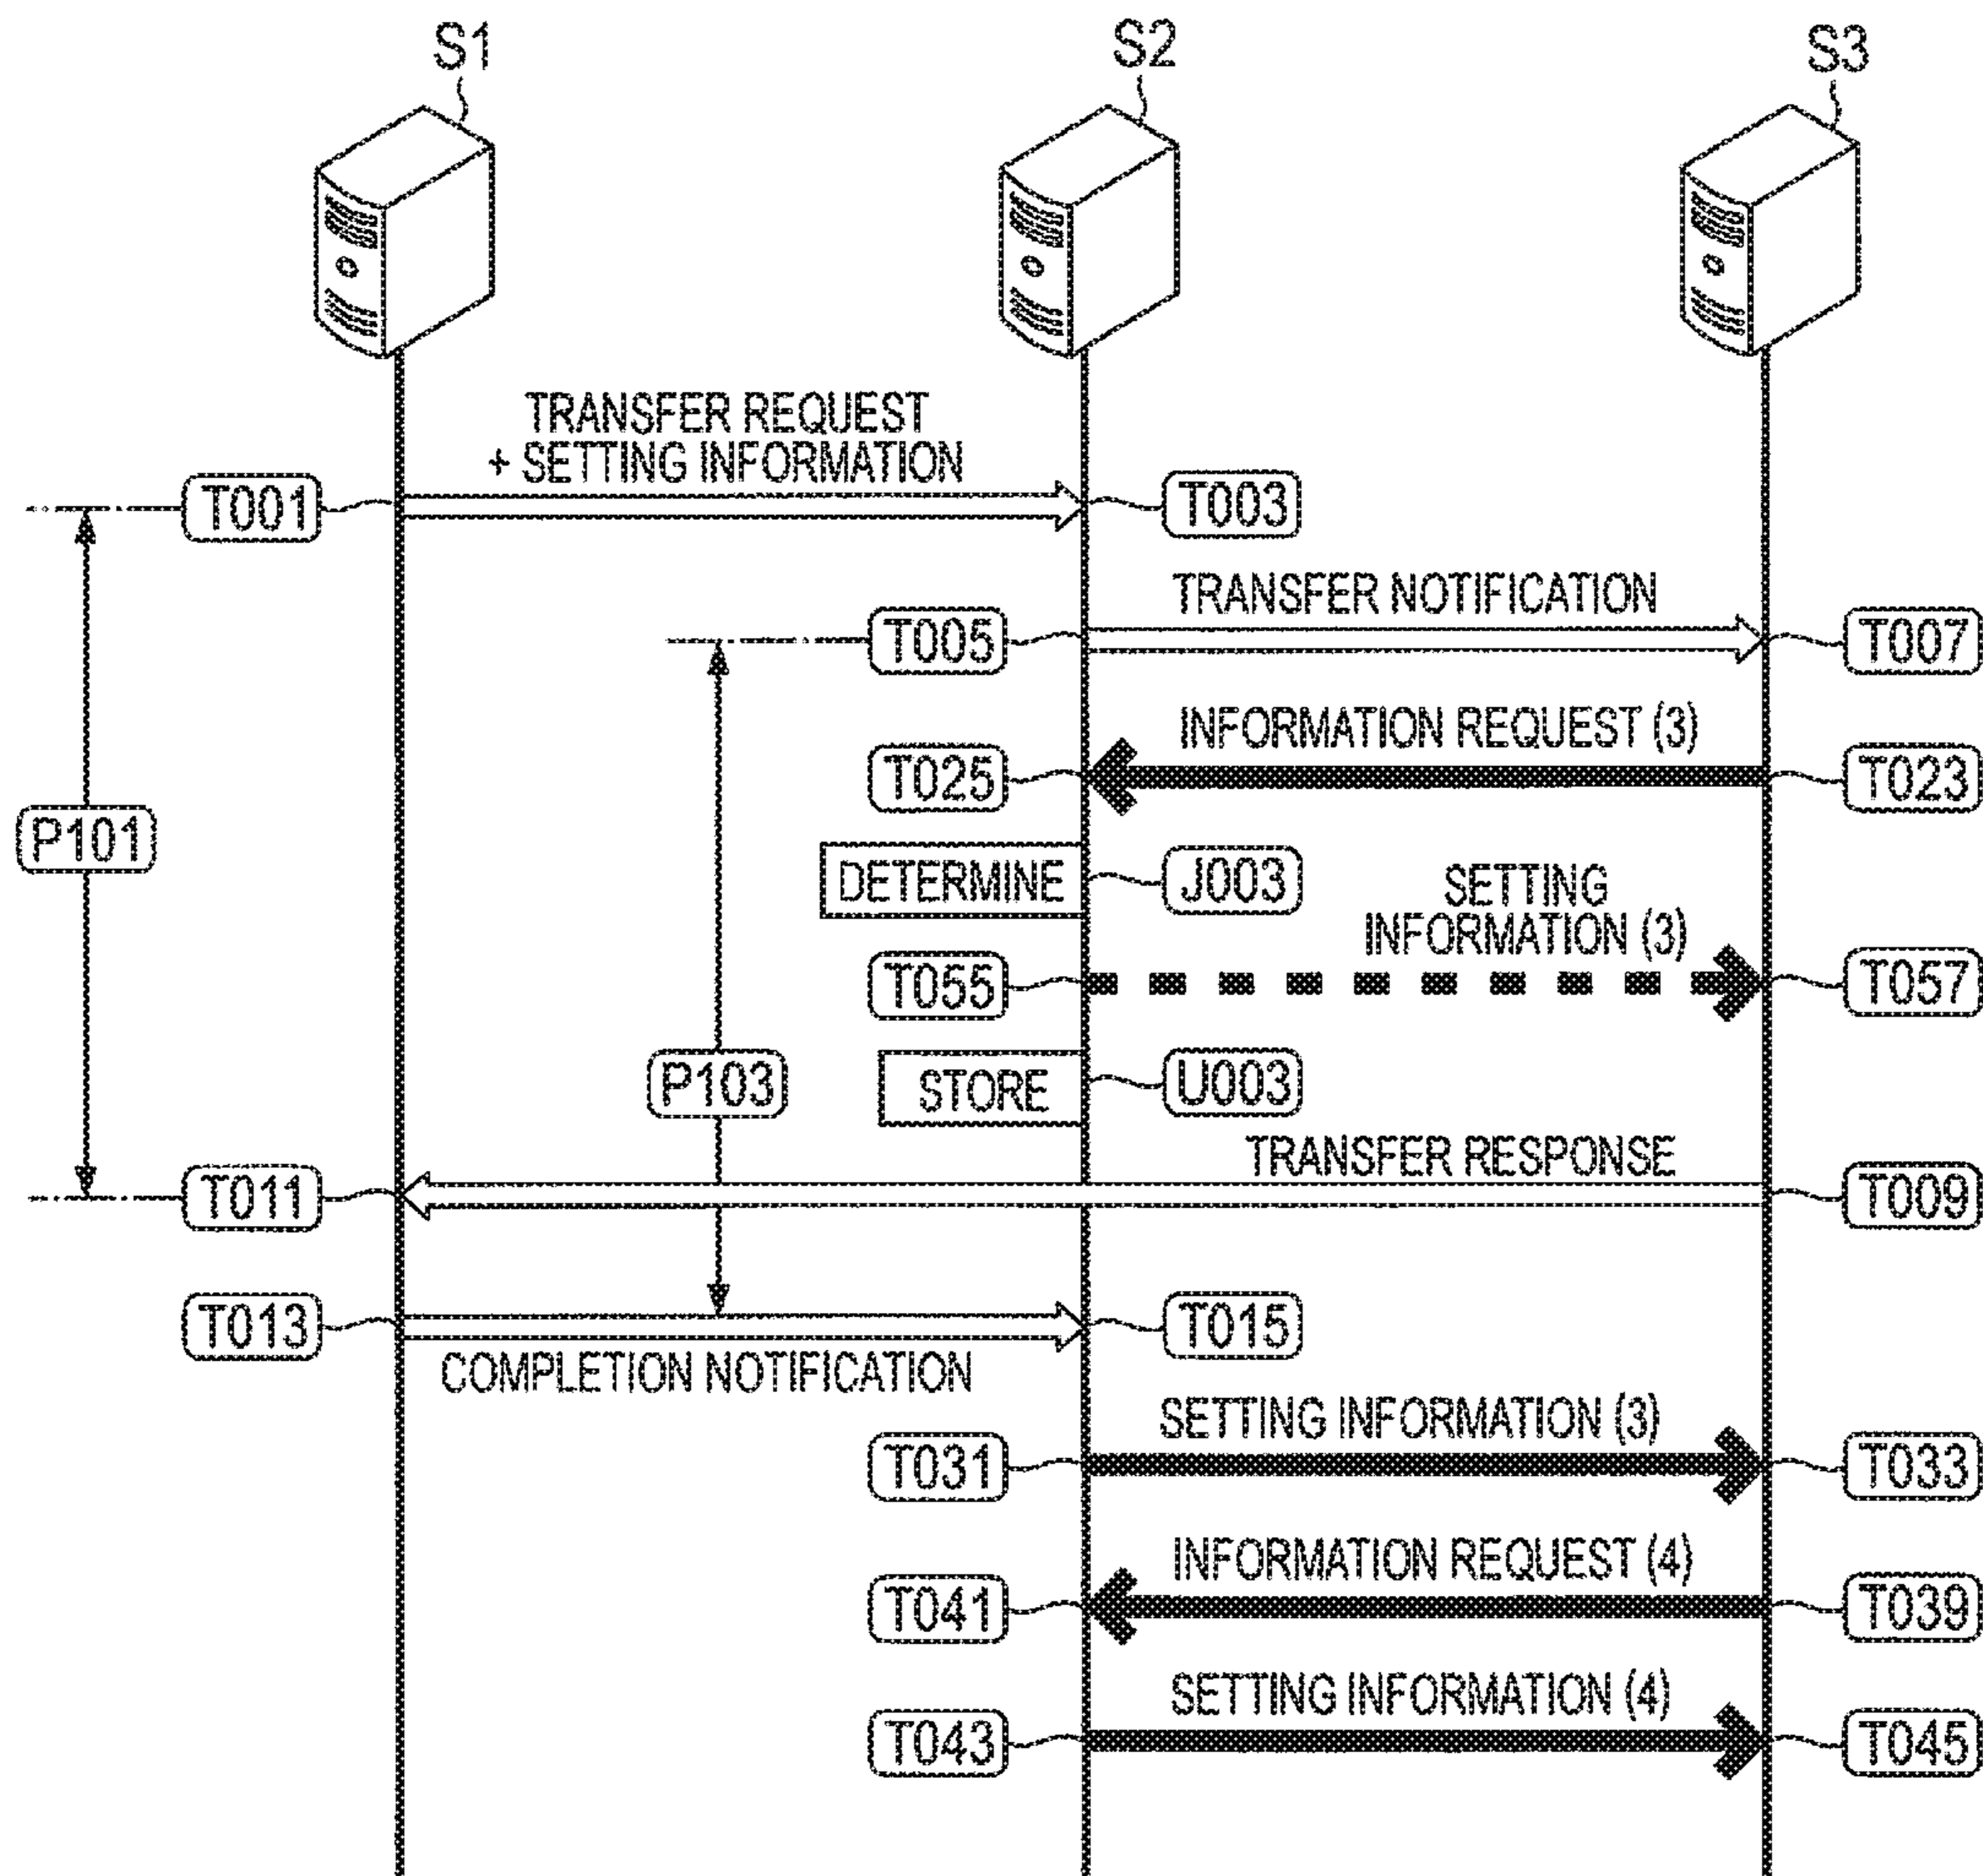 S1
S2
S3
TRANSFER REQUEST
+ SETTING INFORMATION
T001
T003
TRANSFER NOTIFICATION
T005
T007
INFORMATION REQUEST (3)
T025
T023
P101
DETERMINE
J003
SETTING
INFORMATION (3)
T055
T057
P103
STORE
U003
TRANSFER RESPONSE
T011
T009
T013
T015
COMPLETION NOTIFICATION
SETTING INFORMATION (3)
T031
T033
INFORMATION REQUEST (4)
T041
T039
SETTING INFORMATION (4)
T043
T045